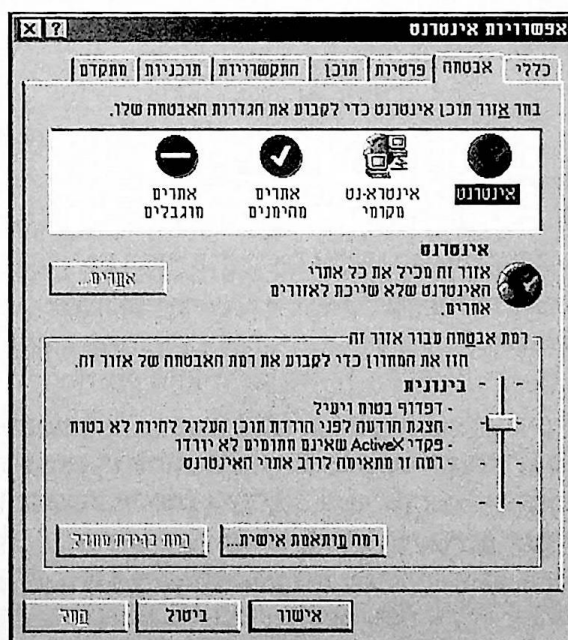 אפשרויות אינטרנט
כללי אבטחה פרטיות תוכן התקשרויות תוכניות מתקדם
בחר אזור תוכן אינטרנט כדי לקבוע את הגדרות האבטחה שלו.
אינטרנט
אינטרא-נט מקומי
אתרים מהימנים
אתרים מוגבלים
אינטרנט
אזור זה מכיל את כל אתרי
האינטרנט שלא שייכת לאזורים
אחרים.
אתרים...
רמת אבטחה עבור אזור זה
הזז את המחוון כדי לקבוע את רמת האבטחה של אזור זה.
בינונית
- דפדוף בטוח ויעיל
- הצגת הודעה לפני הורדת תוכן העלול להיות לא בטוח
- פקדי ActiveX שאינם חתומים לא יורדו
- רמה זו מתאימה לרוב אתרי האינטרנט
רמה מותאמת אישית... רמת ברירת מחדל
אישור ביטול החל